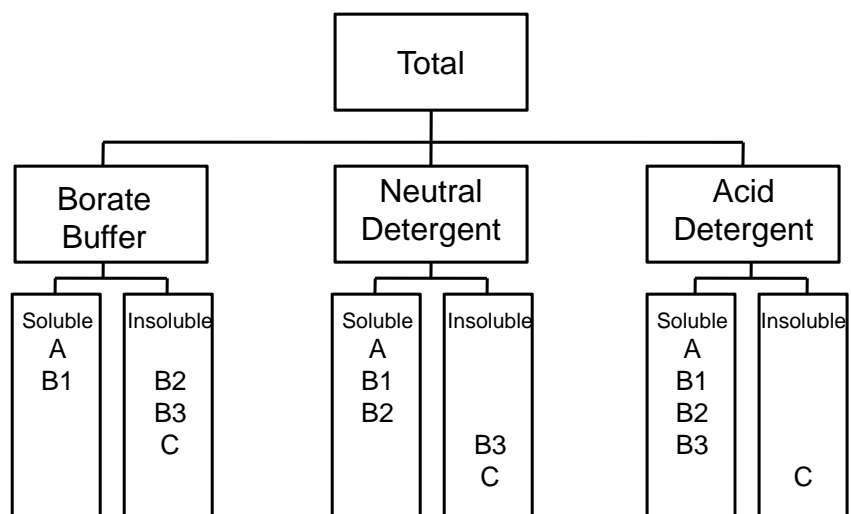 Total
Borate
Buffer
Neutral
Detergent
Acid
Detergent
Soluble
A
B1
Insoluble
B2
B3
C
Soluble
A
B1
B2
Insoluble
B3
C
Soluble
A
B1
B2
B3
Insoluble
C